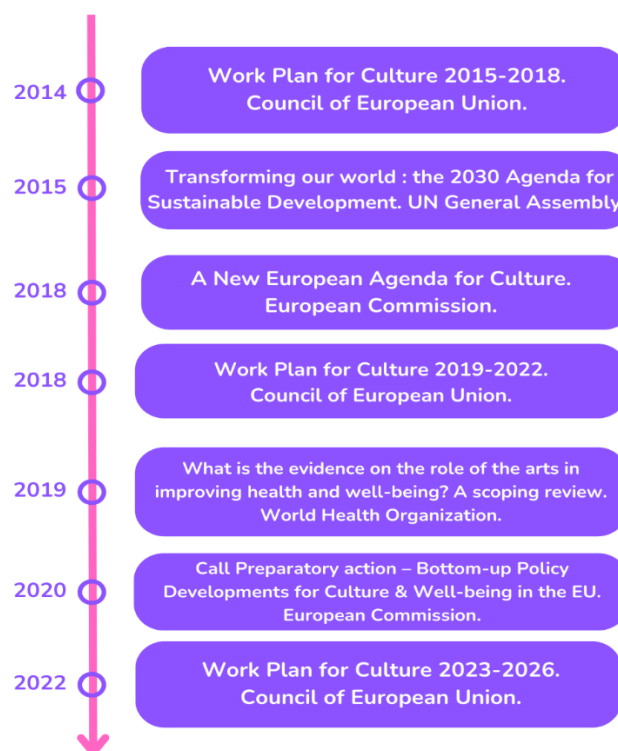 2014
Work Plan for Culture 2015-2018.
Council of European Union.
2015
Transforming our world : the 2030 Agenda for
Sustainable Development. UN General Assembly
2018
A New European Agenda for Culture.
European Commission.
2018
Work Plan for Culture 2019-2022.
Council of European Union.
2019
What is the evidence on the role of the arts in
improving health and well-being? A scoping review.
World Health Organization.
2020
Call Preparatory action – Bottom-up Policy
Developments for Culture & Well-being in the EU.
European Commission.
2022
Work Plan for Culture 2023-2026.
Council of European Union.